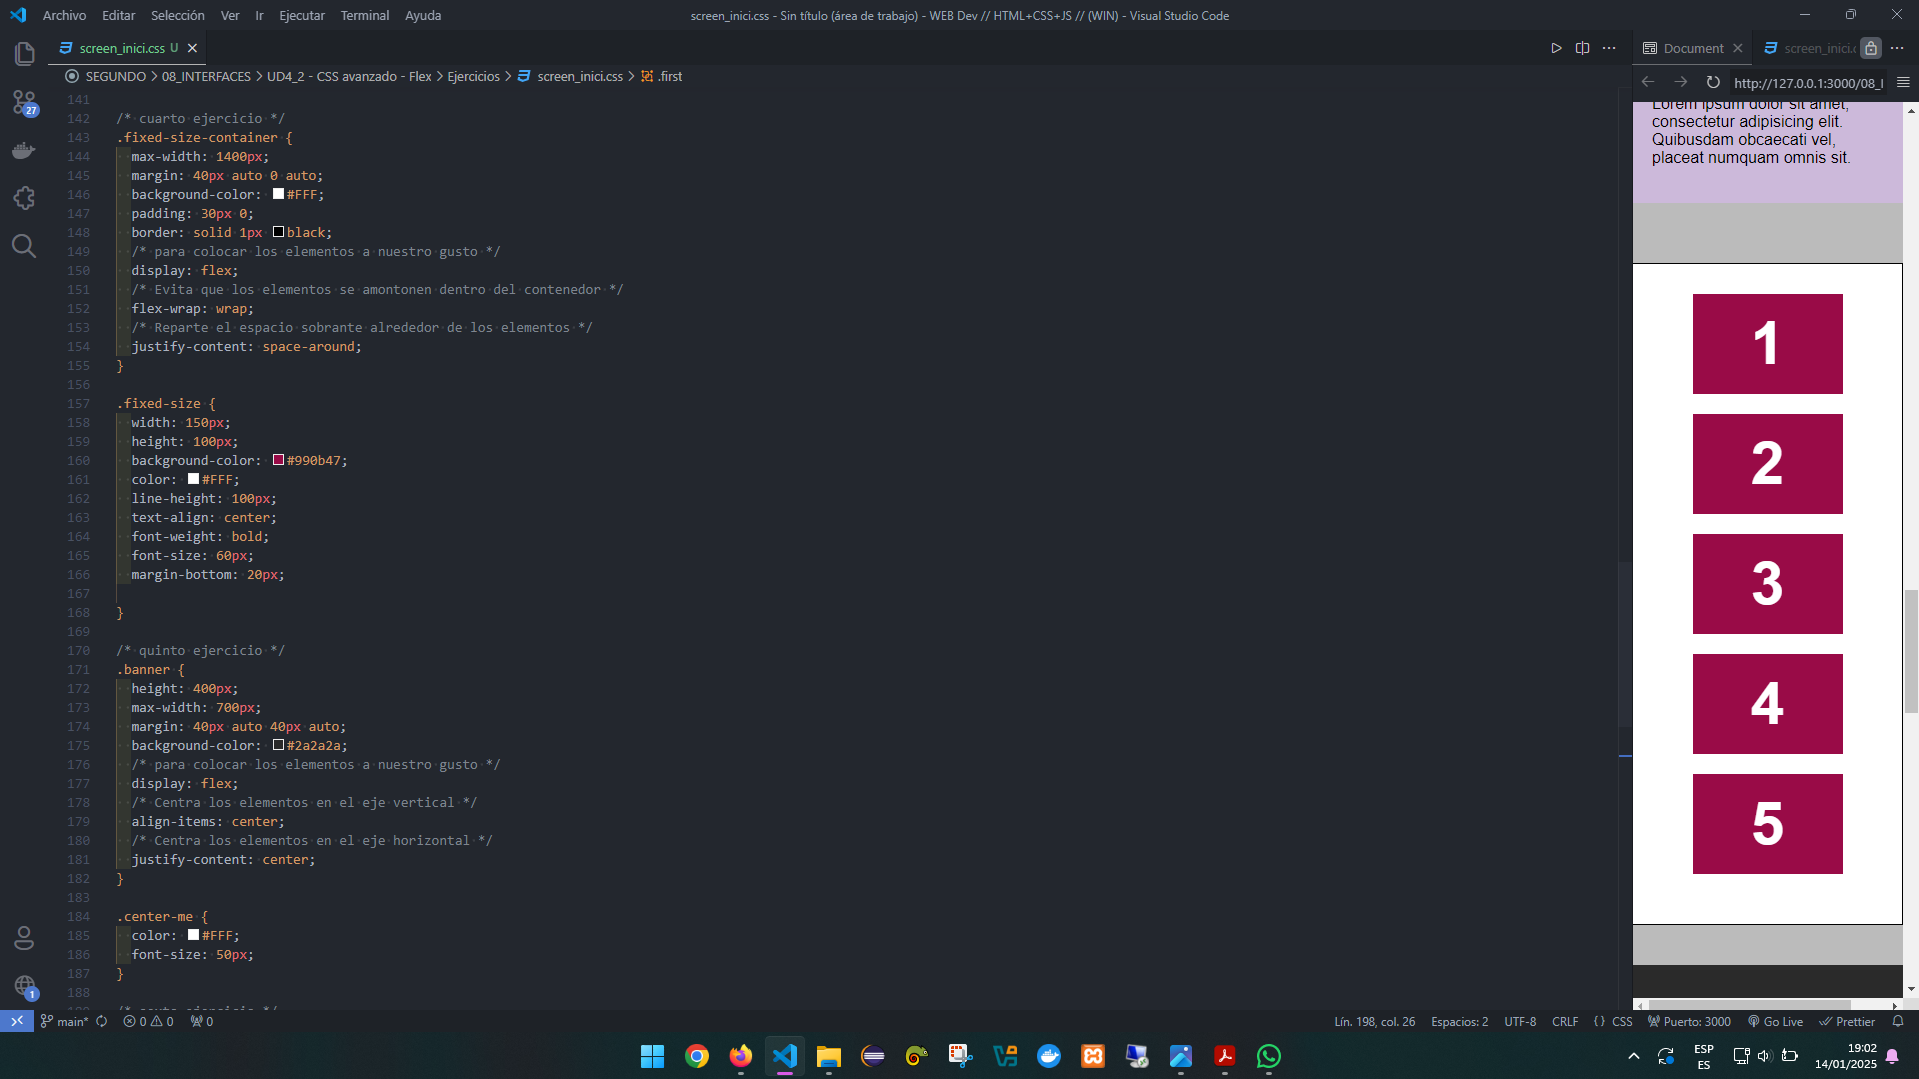 Archivo Editar Selección Ver Ir Ejecutar Terminal Ayuda
screen_inici.css - Sin título (área de trabajo) - WEB Dev // HTML+CSS+JS // (WIN) - Visual Studio Code
screen_inici.css U
SEGUNDO > 08_INTERFACES > UD4_2 - CSS avanzado - Flex > Ejercicios > screen_inici.css > .first
141
142 /* cuarto ejercicio */
143 .fixed-size-container {
144 max-width: 1400px;
145 margin: 40px auto 0 auto;
146 background-color: #FFF;
147 padding: 30px 0;
148 border: solid 1px black;
149 /* para colocar los elementos a nuestro gusto */
150 display: flex;
151 /* Evita que los elementos se amontonen dentro del contenedor */
152 flex-wrap: wrap;
153 /* Reparte el espacio sobrante alrededor de los elementos */
154 justify-content: space-around;
155 }
156
157 .fixed-size {
158 width: 150px;
159 height: 100px;
160 background-color: #990b47;
161 color: #FFF;
162 line-height: 100px;
163 text-align: center;
164 font-weight: bold;
165 font-size: 60px;
166 margin-bottom: 20px;
167
168 }
169
170 /* quinto ejercicio */
171 .banner {
172 height: 400px;
173 max-width: 700px;
174 margin: 40px auto 40px auto;
175 background-color: #2a2a2a;
176 /* para colocar los elementos a nuestro gusto */
177 display: flex;
178 /* Centra los elementos en el eje vertical */
179 align-items: center;
180 /* Centra los elementos en el eje horizontal */
181 justify-content: center;
182 }
183
184 .center-me {
185 color: #FFF;
186 font-size: 50px;
187 }
188
Document
screen_inici.c
http://127.0.0.1:3000/08_I
Lorem ipsum dolor sit amet,
consectetur adipisicing elit.
Quibusdam obcaecati vel,
placeat numquam omnis sit.
1
2
3
4
5
27
1
main* 0 0 0
Lín. 198, col. 26 Espacios: 2 UTF-8 CRLF {} CSS Puerto: 3000 Go Live Prettier
ESP
ES
19:02
14/01/2025